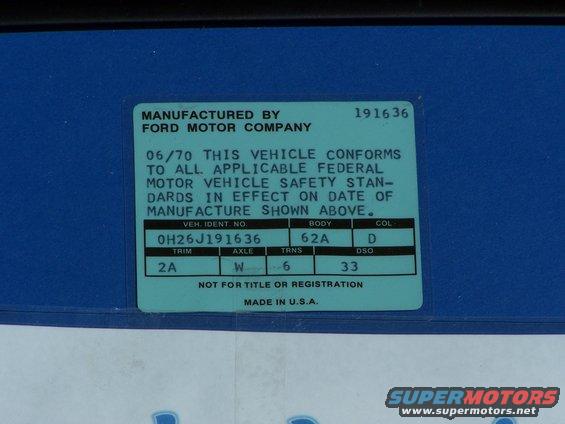 MANUFACTURED BY 191636
FORD MOTOR COMPANY
06/70 THIS VEHICLE CONFORMS
TO ALL APPLICABLE FEDERAL
MOTOR VEHICLE SAFETY STAN-
DARDS IN EFFECT ON DATE OF
MANUFACTURE SHOWN ABOVE.
VEH. IDENT. NO. BODY COL
0H26J191636 62A D
TRIM AXLE TRNS DSO
2A W 6 33
NOT FOR TITLE OR REGISTRATION
MADE IN U.S.A.
SUPERMOTORS
www.supermotors.net